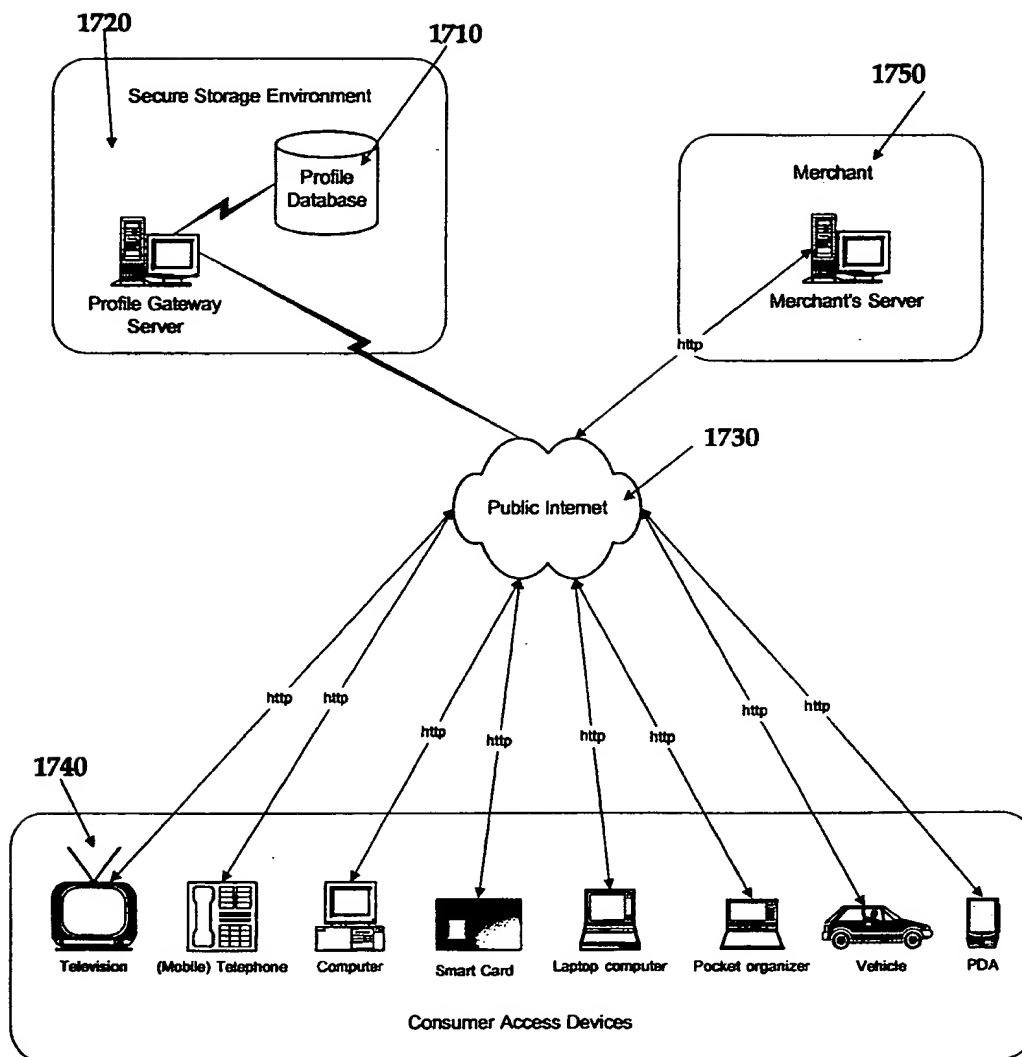 1720
1710
1750
Secure Storage Environment
Profile
Database
Profile Gateway
Server
Merchant
Merchant's Server
http
1730
Public Internet
http
http
http
http
http
http
http
http
1740
Television
(Mobile) Telephone
Computer
Smart Card
Laptop computer
Pocket organizer
Vehicle
PDA
Consumer Access Devices